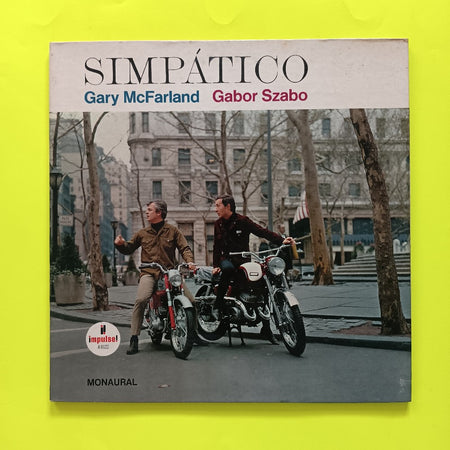 SIMPÁTICO
Gary McFarland Gabor Szabo
impulse!
MONAURAL